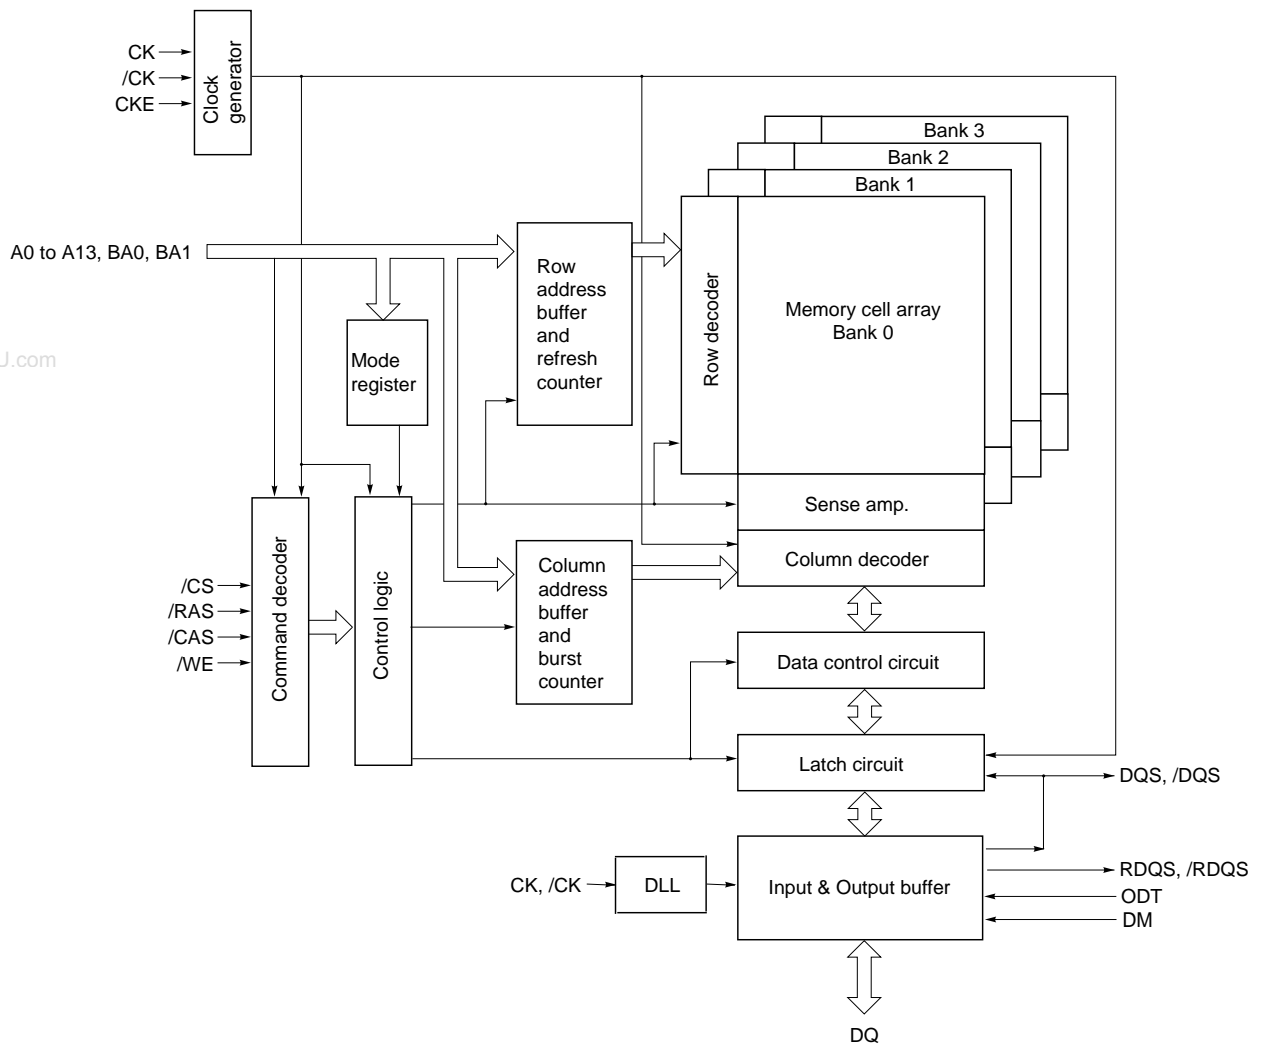 CK
/CK
CKE
Clock
generator
Bank 3
Bank 2
Bank 1
A0 to A13, BA0, BA1
Row
address
buffer
and
refresh
counter
Row decoder
Memory cell array
Bank 0
Mode
register
U.com
Sense amp.
Column decoder
Command decoder
Control logic
Column
address
buffer
and
burst
counter
/CS
/RAS
/CAS
/WE
Data control circuit
Latch circuit
DQS, /DQS
CK, /CK
DLL
Input & Output buffer
RDQS, /RDQS
ODT
DM
DQ